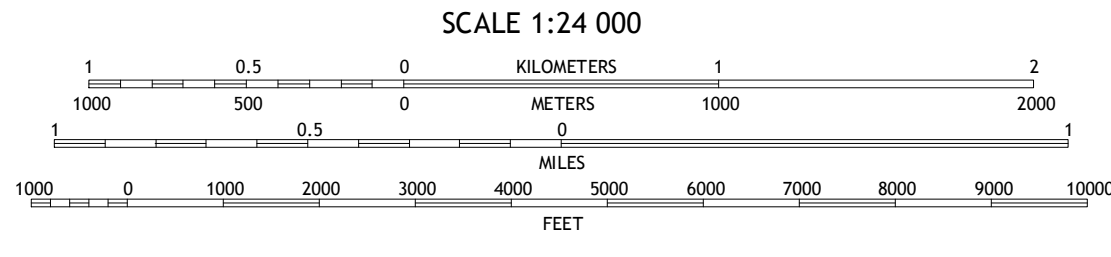 SCALE 1:24 000
1 0.5 0 KILOMETERS 1 2
1000 500 0 METERS 1000 2000
1 0.5 0 1
MILES
1000 0 1000 2000 3000 4000 5000 6000 7000 8000 9000 10000
FEET